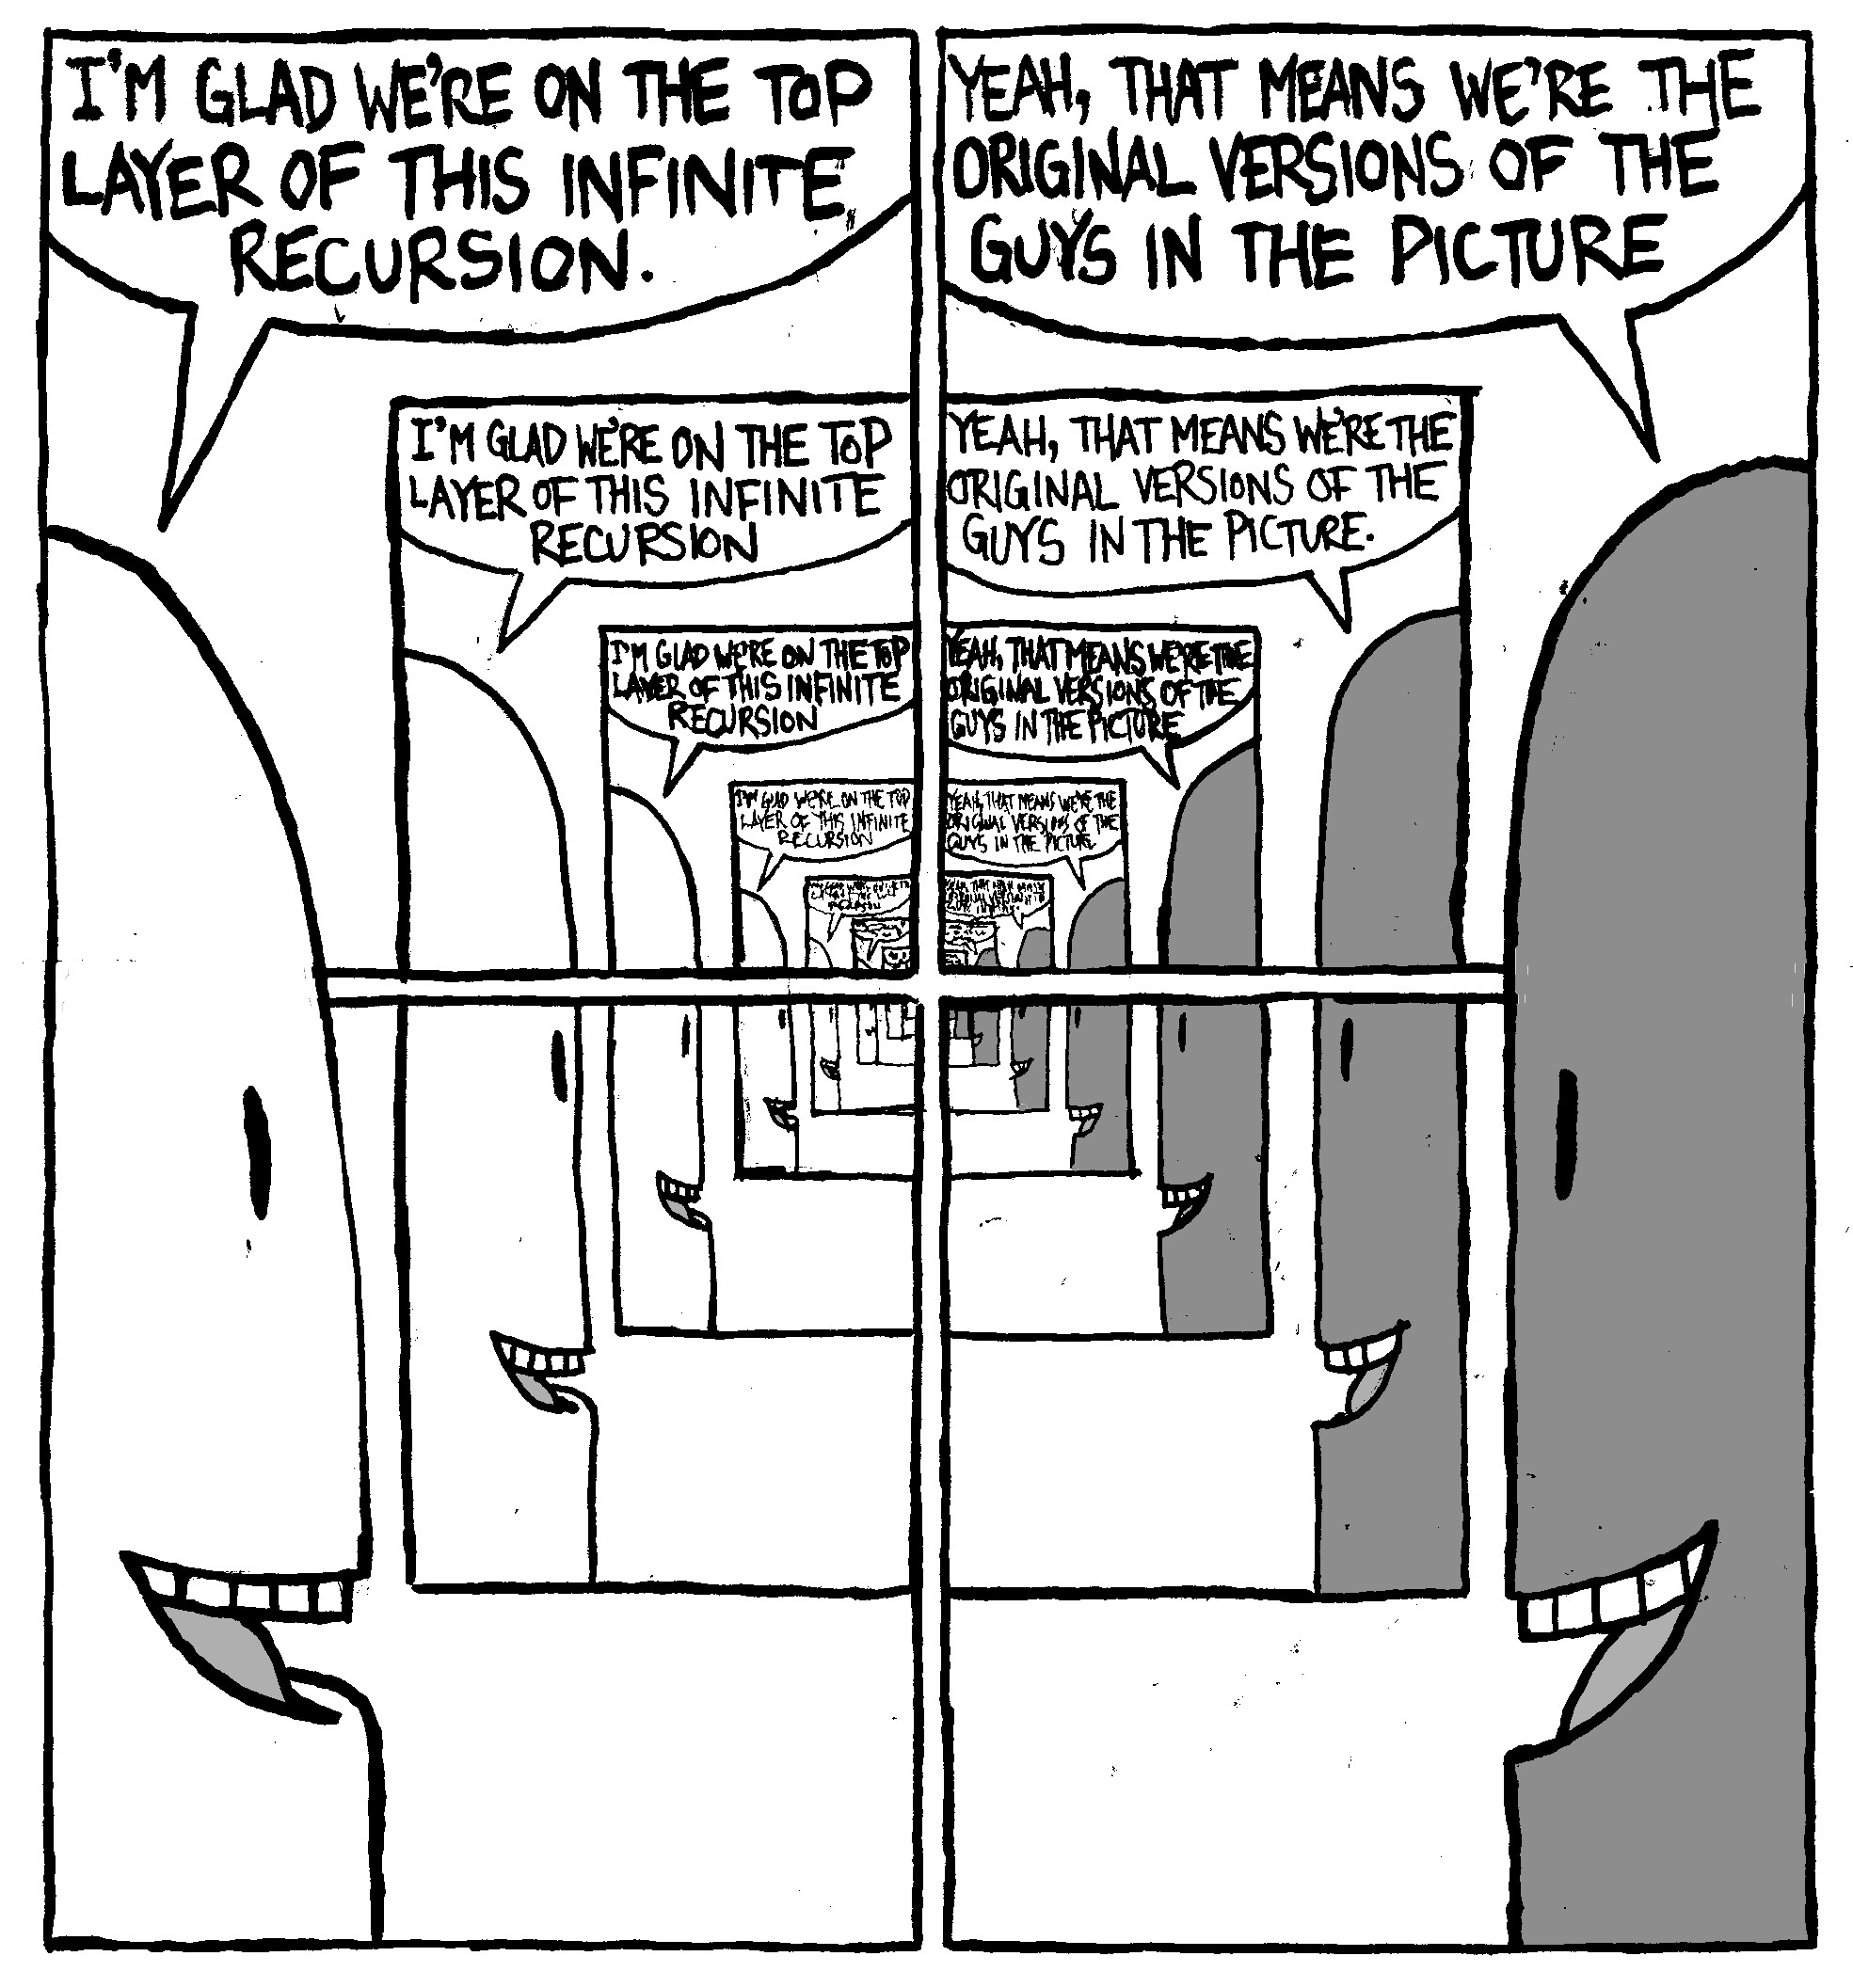 I'M GLAD WE'RE ON THE TOP
LAYER OF THIS INFINITE
RECURSION.
YEAH, THAT MEANS WE'RE THE
ORIGINAL VERSIONS OF THE
GUYS IN THE PICTURE
I'M GLAD WE'RE ON THE TOP
LAYER OF THIS INFINITE
RECURSION
YEAH, THAT MEANS WE'RE THE
ORIGINAL VERSIONS OF THE
GUYS IN THE PICTURE.
I'M GLAD WE'RE ON THE TOP
LAYER OF THIS INFINITE
RECURSION
YEAH, THAT MEANS WE'RE THE
ORIGINAL VERSIONS OF THE
GUYS IN THE PICTURE
I'M GLAD WE'RE ON THE TOP
LAYER OF THIS INFINITE
RECURSION
YEAH, THAT MEANS WE'RE THE
ORIGINAL VERSIONS OF THE
GUYS IN THE PICTURE